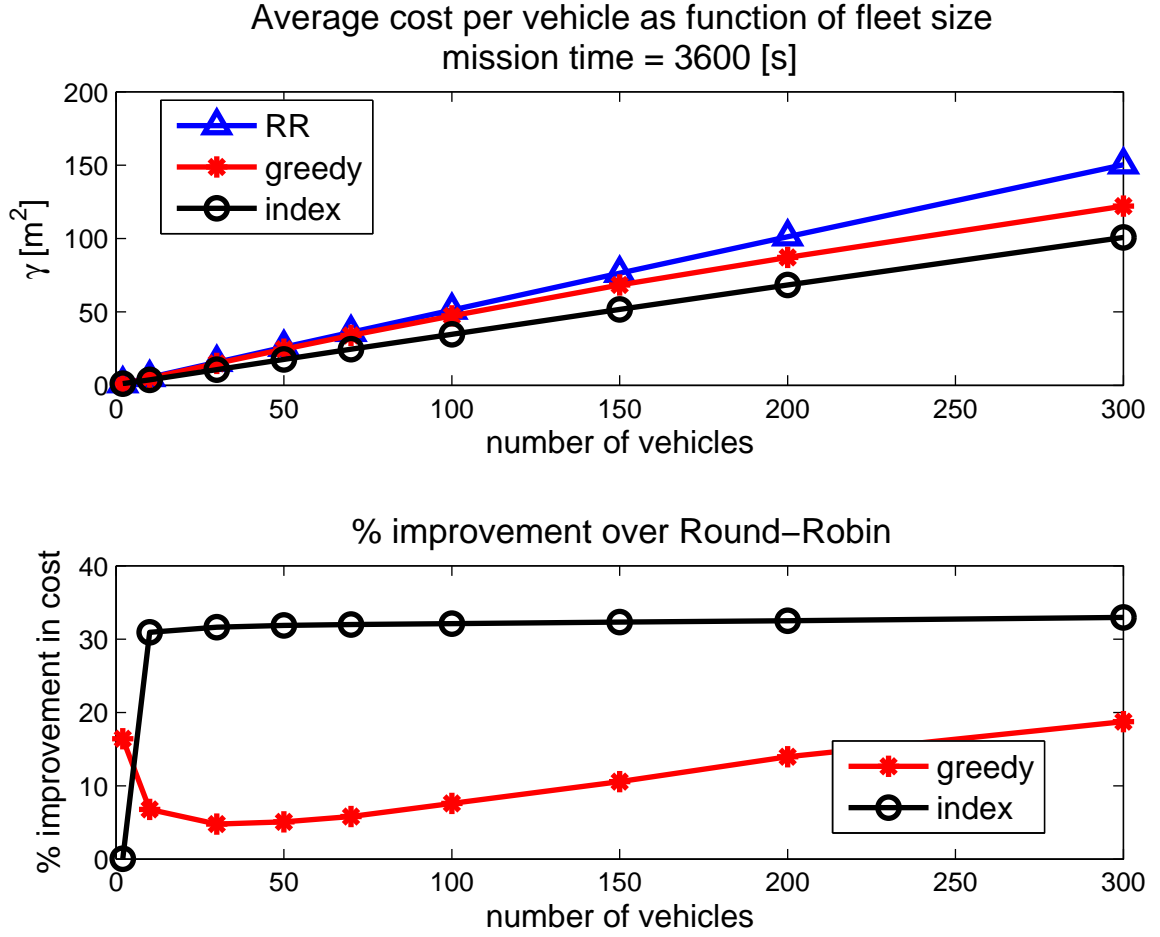 Average cost per vehicle as function of fleet size
mission time = 3600 [s]
200
150
100
50
0
γ [m²]
RR
greedy
index
0 50 100 150 200 250 300
number of vehicles
% improvement over Round−Robin
40
30
20
10
0
% improvement in cost
greedy
index
0 50 100 150 200 250 300
number of vehicles